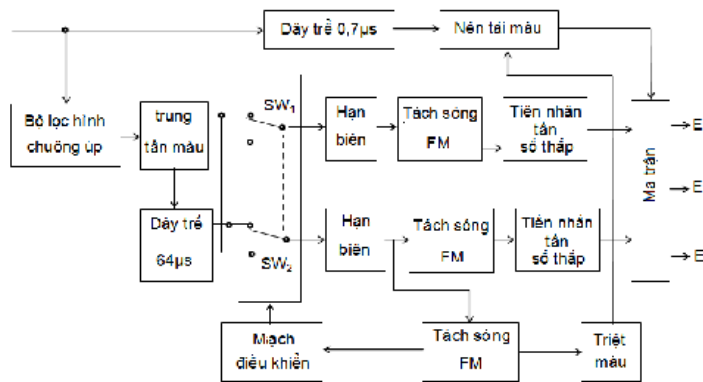 Dây trễ 0,7µs
Nén tái màu
Bộ lọc hình
chuông úp
trung
tần màu
SW₁
Hạn
biên
Tách sóng
FM
Tiền nhấn
tần
số thấp
Ma trận
E
E
E
Dây trễ
64µs
SW₂
Hạn
biên
Tách sóng
FM
Tiền nhấn
tần
số thấp
Mạch
điều khiển
Tách sóng
FM
Triệt
màu